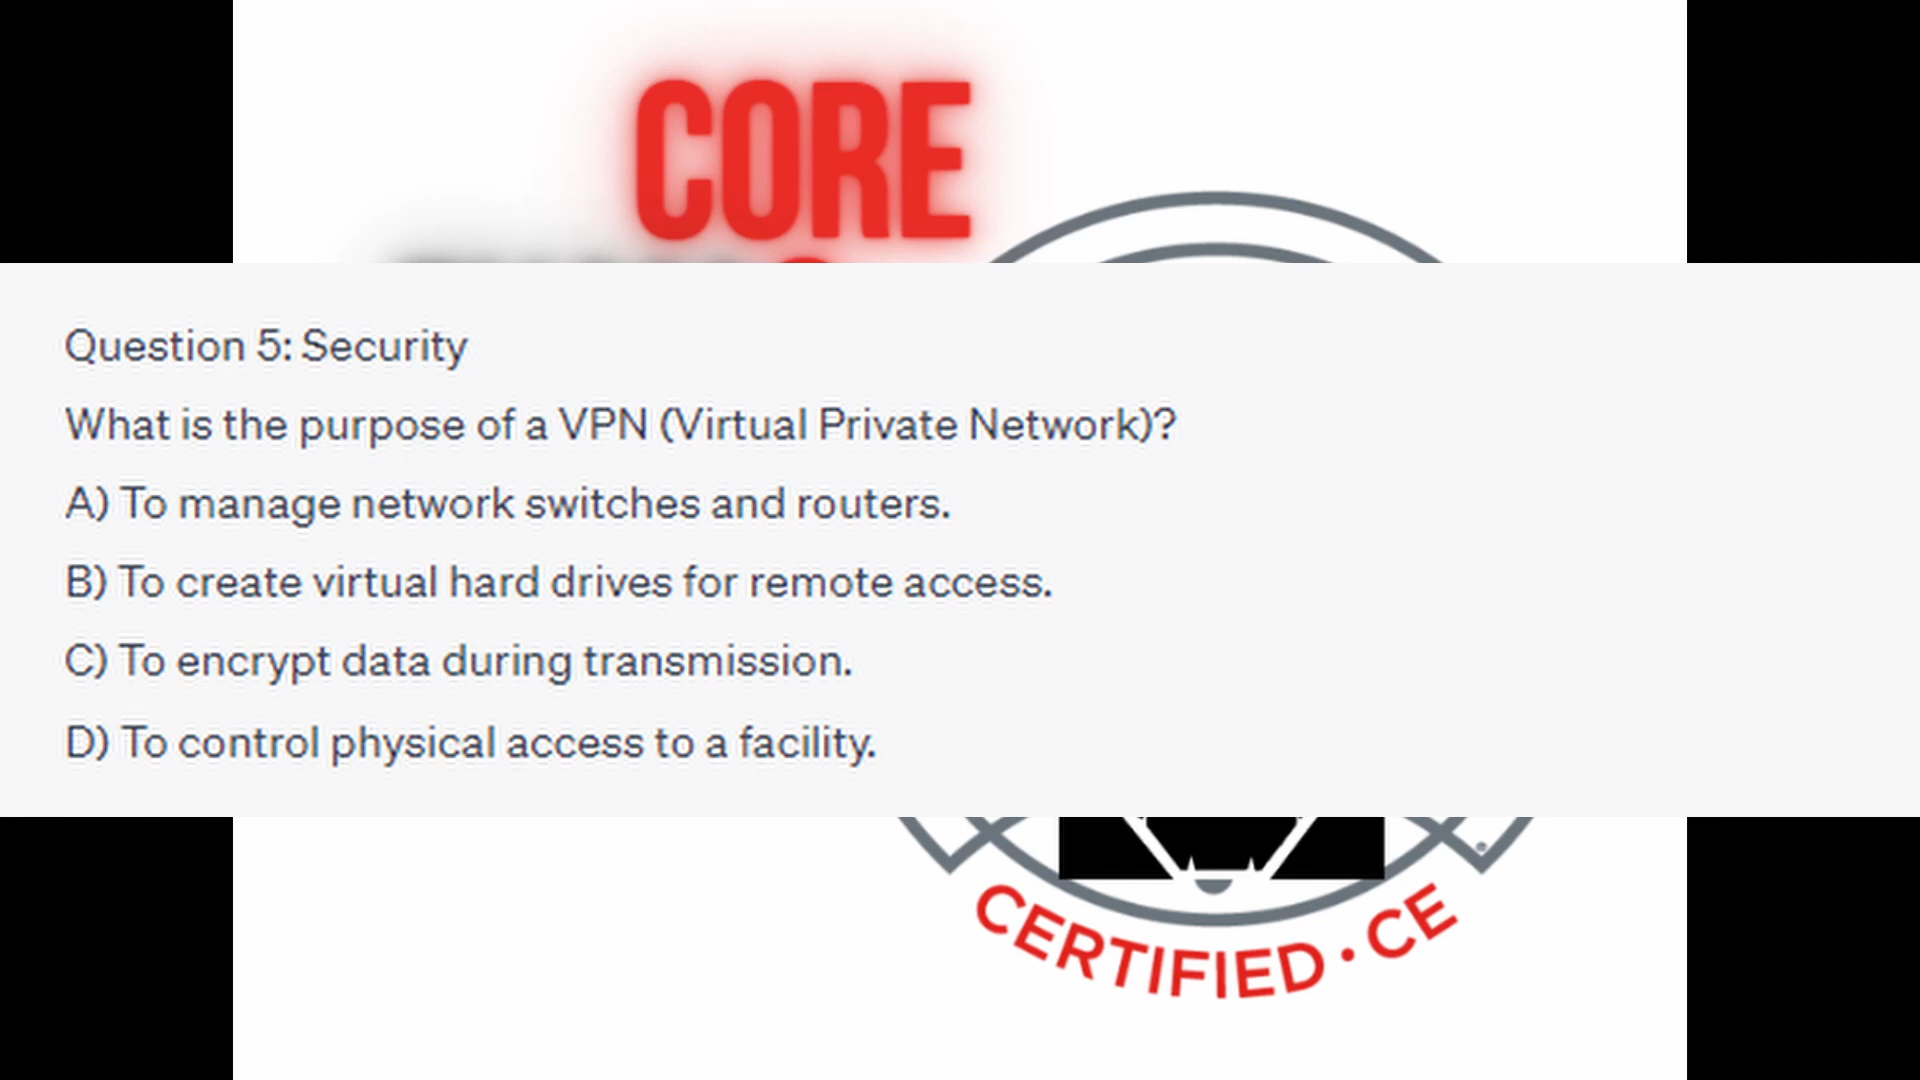 CORE
Question 5: Security
What is the purpose of a VPN (Virtual Private Network)?
A) To manage network switches and routers.
B) To create virtual hard drives for remote access.
C) To encrypt data during transmission.
D) To control physical access to a facility.
CERTIFIED • CE